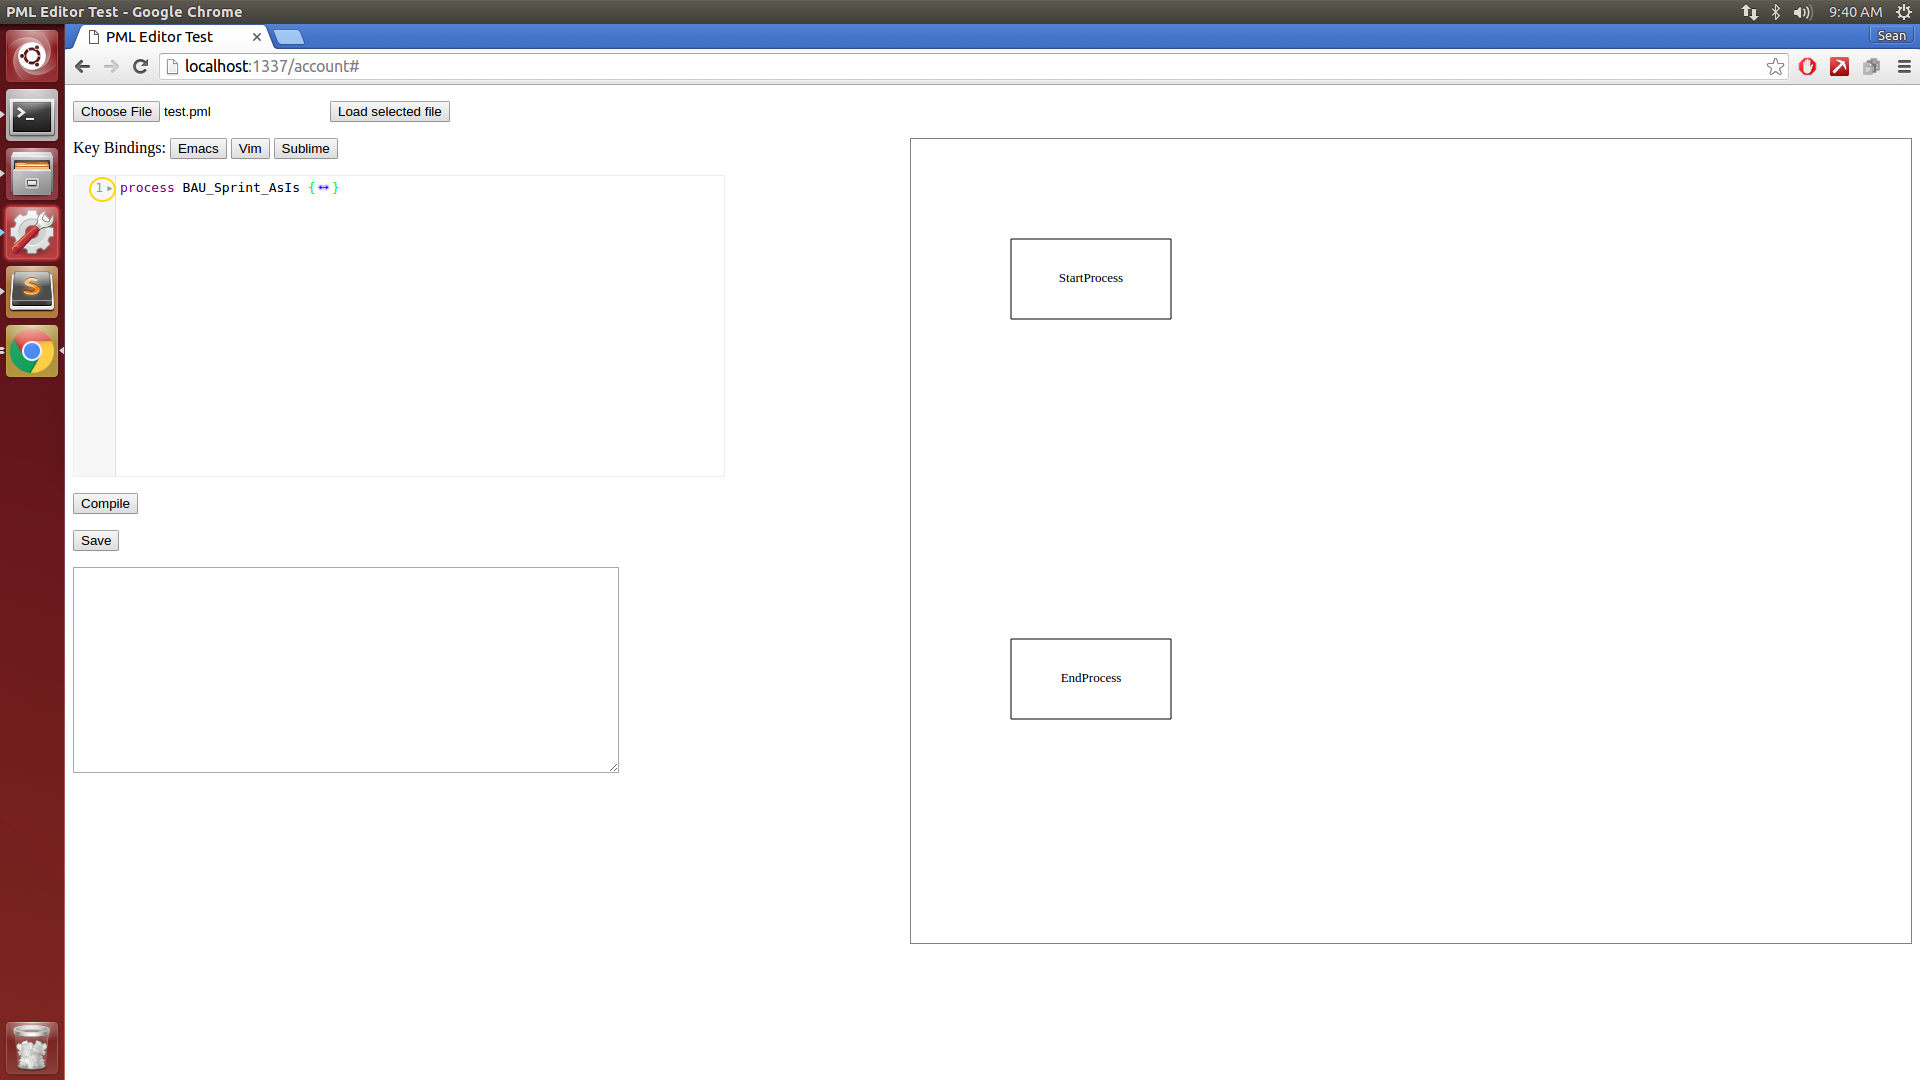 PML Editor Test - Google Chrome
9:40 AM
PML Editor Test
Sean
localhost:1337/account#
Choose File test.pml
Load selected file
Key Bindings: Emacs Vim Sublime
1 process BAU_Sprint_AsIs {↔}
Compile
Save
StartProcess
EndProcess